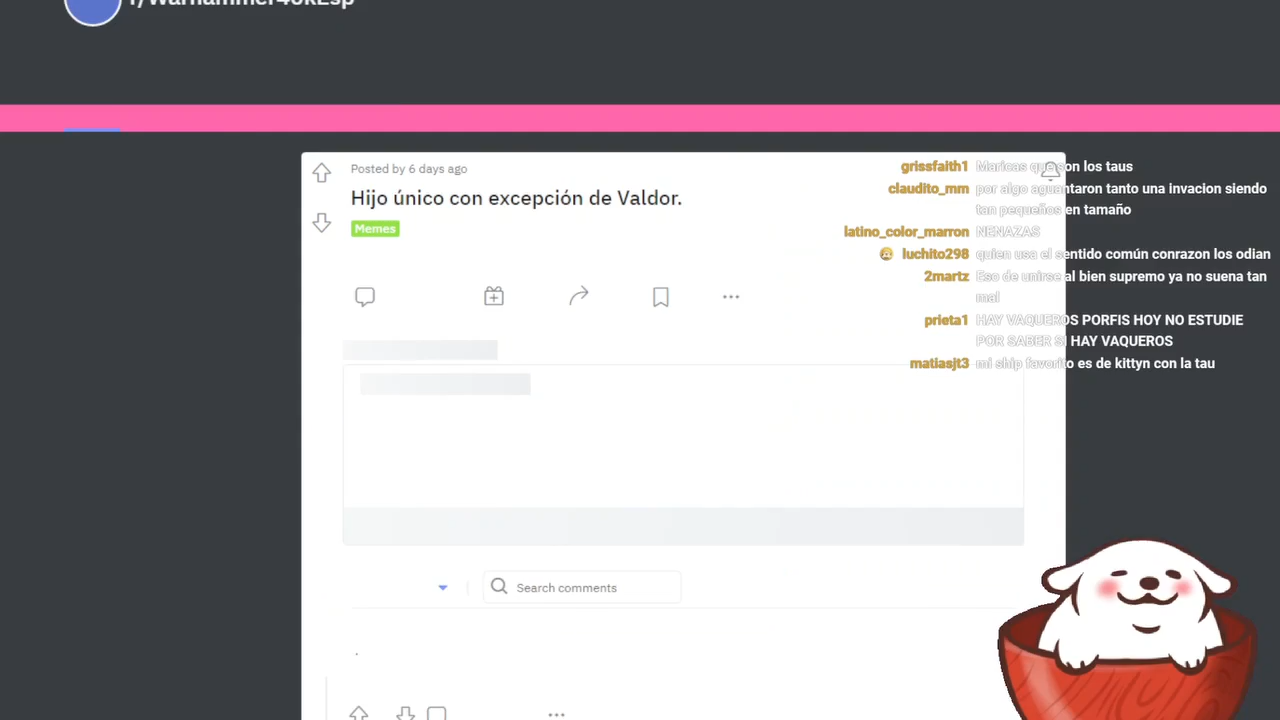 r/Warhammer40kEsp
Posted by 6 days ago
Hijo único con excepción de Valdor.
Memes
grissfaith1 Maricas que son los taus
claudito_mm por algo aguantaron tanto una invacion siendo
tan pequeños en tamaño
latino_color_marron NENAZAS
luchito298 quien usa el sentido común conrazon los odian
2martz Eso de unirse al bien supremo ya no suena tan
mal
prieta1 HAY VAQUEROS PORFIS HOY NO ESTUDIE
POR SABER SI HAY VAQUEROS
matiasjt3 mi ship favorito es de kittyn con la tau
Search comments